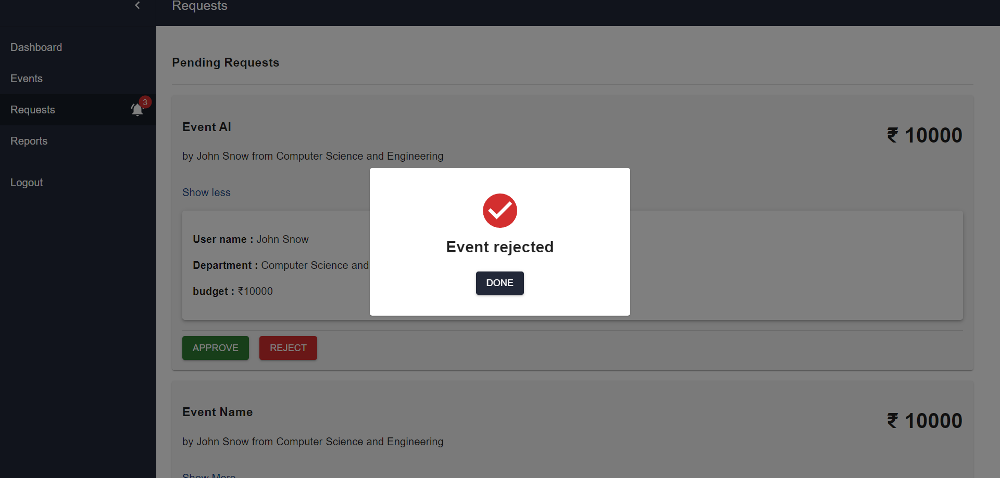 Requests
Dashboard
Events
Requests
3
Reports
Logout
Pending Requests
Event AI
₹ 10000
by John Snow from Computer Science and Engineering
Show less
User name : John Snow
Department : Computer Science and
budget : ₹10000
Event rejected
DONE
APPROVE
REJECT
Event Name
₹ 10000
by John Snow from Computer Science and Engineering
Show More